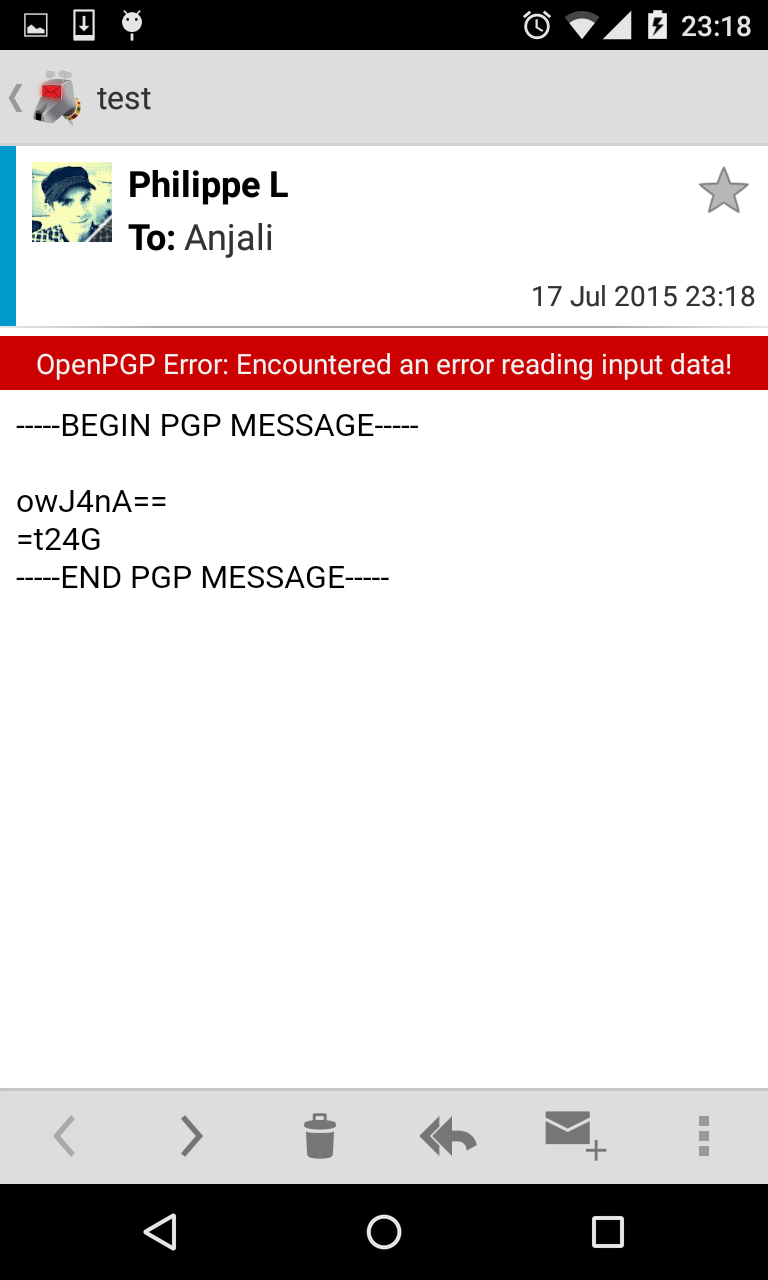 23:18
test
Philippe L
To: Anjali
17 Jul 2015 23:18
OpenPGP Error: Encountered an error reading input data!
-----BEGIN PGP MESSAGE-----
owJ4nA==
=t24G
-----END PGP MESSAGE-----